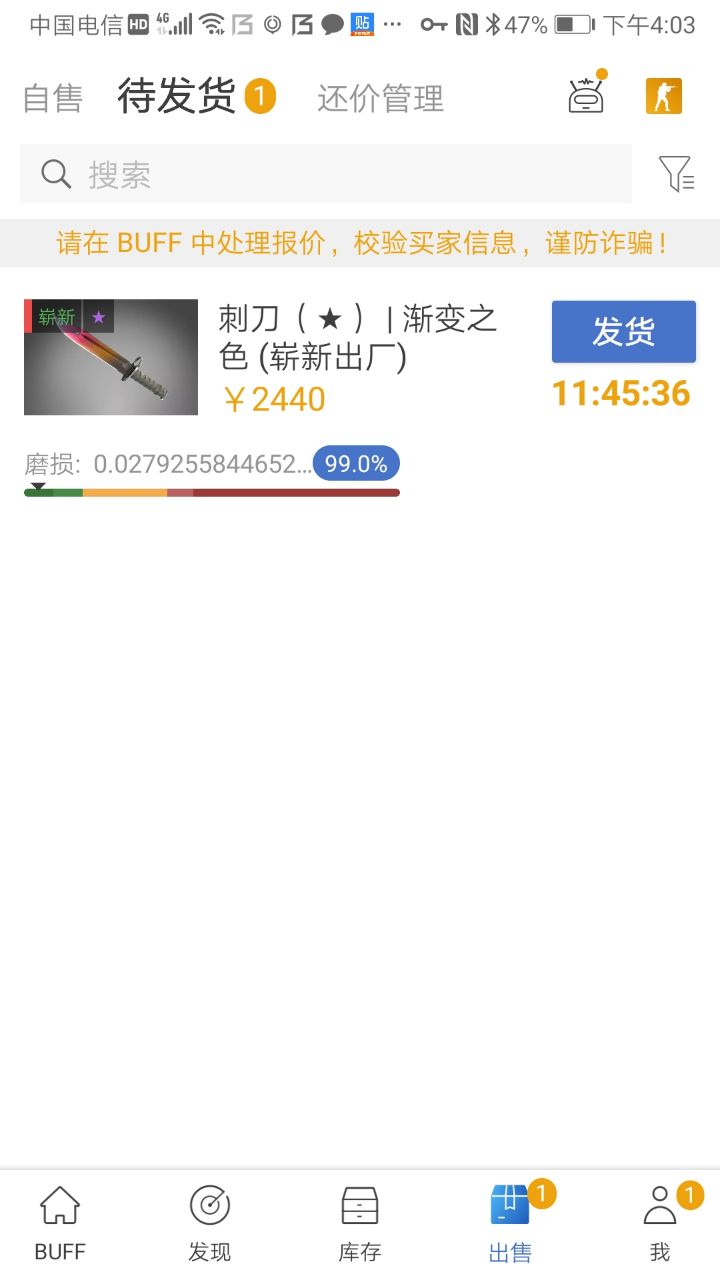 中国电信 HD 4G 47% 下午4:03
自售 待发货 1 还价管理
搜索
请在 BUFF 中处理报价，校验买家信息，谨防诈骗！
崭新 ★
刺刀（★） | 渐变之
色 (崭新出厂)
发货
￥2440
11:45:36
磨损: 0.0279255844652... 99.0%
1 1
BUFF 发现 库存 出售 我